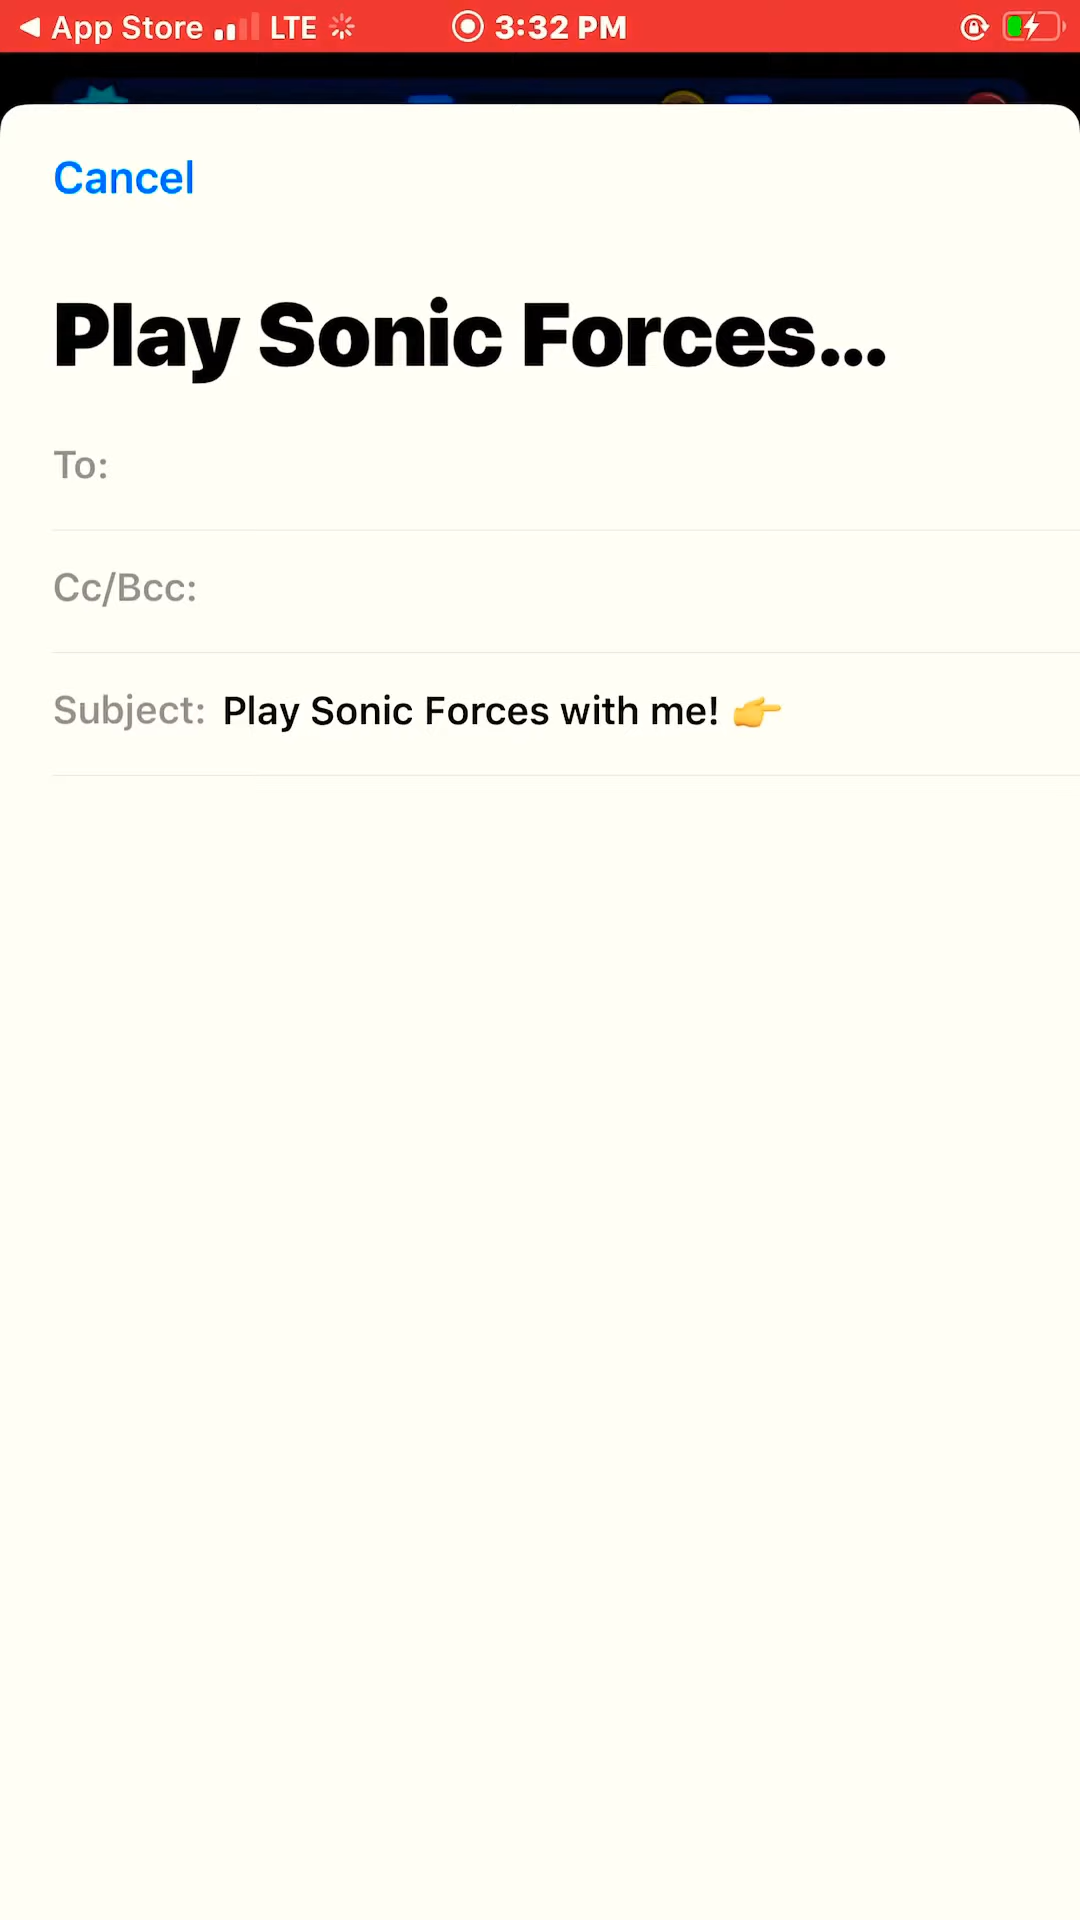 App Store LTE 3:32 PM
Cancel
Play Sonic Forces...
To:
Cc/Bcc:
Subject: Play Sonic Forces with me! 👉